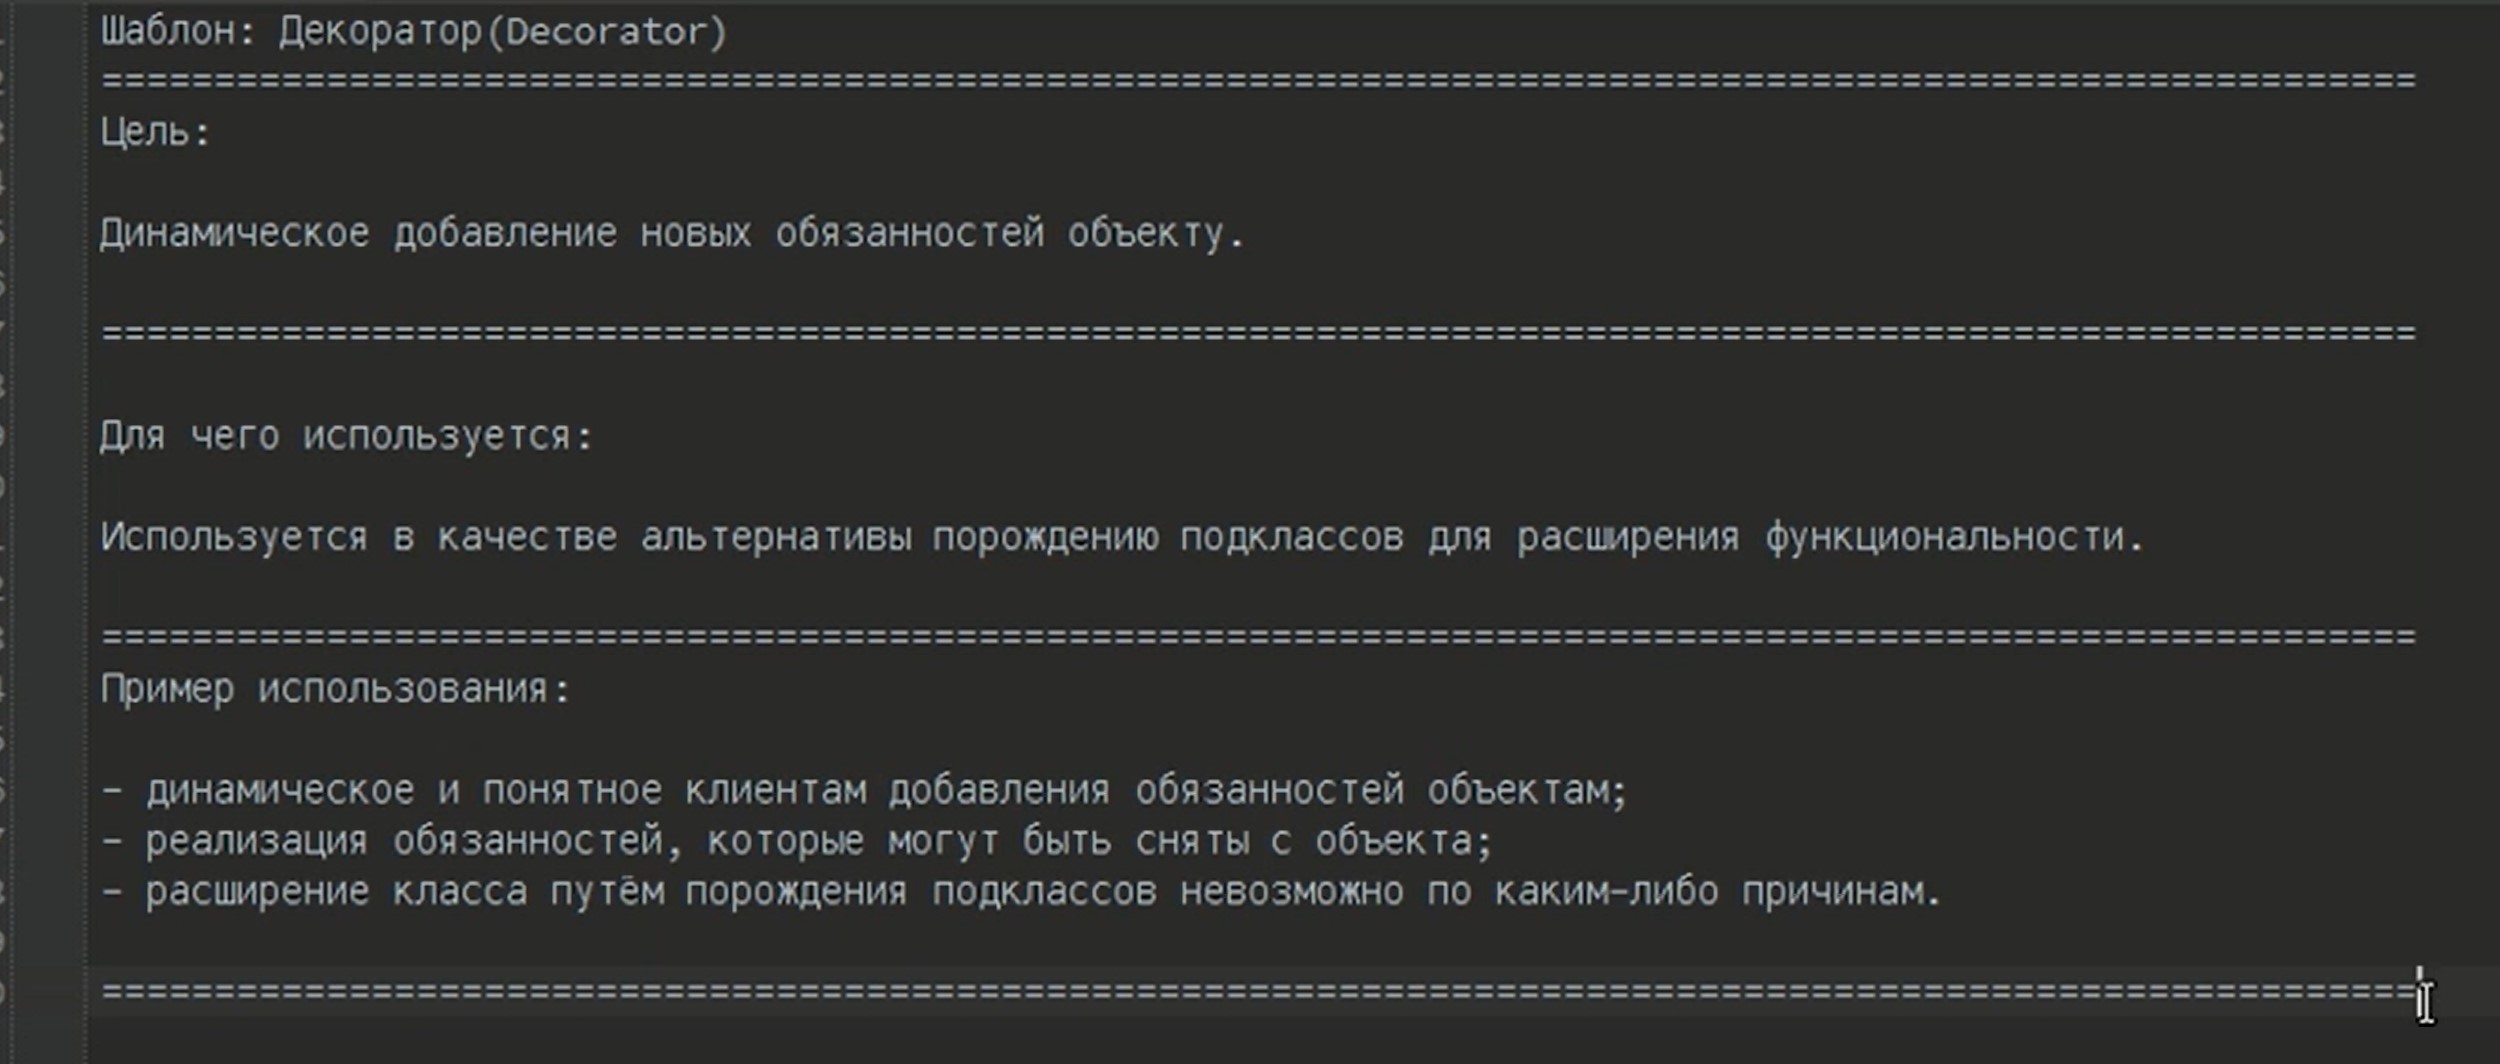 Шаблон: Декоратор(Decorator)
=======================================================================================================
Цель:
Динамическое добавление новых обязанностей объекту.
=======================================================================================================
Для чего используется:
Используется в качестве альтернативы порождению подклассов для расширения функциональности.
=======================================================================================================
Пример использования:
- динамическое и понятное клиентам добавления обязанностей объектам;
- реализация обязанностей, которые могут быть сняты с объекта;
- расширение класса путём порождения подклассов невозможно по каким-либо причинам.
=======================================================================================================